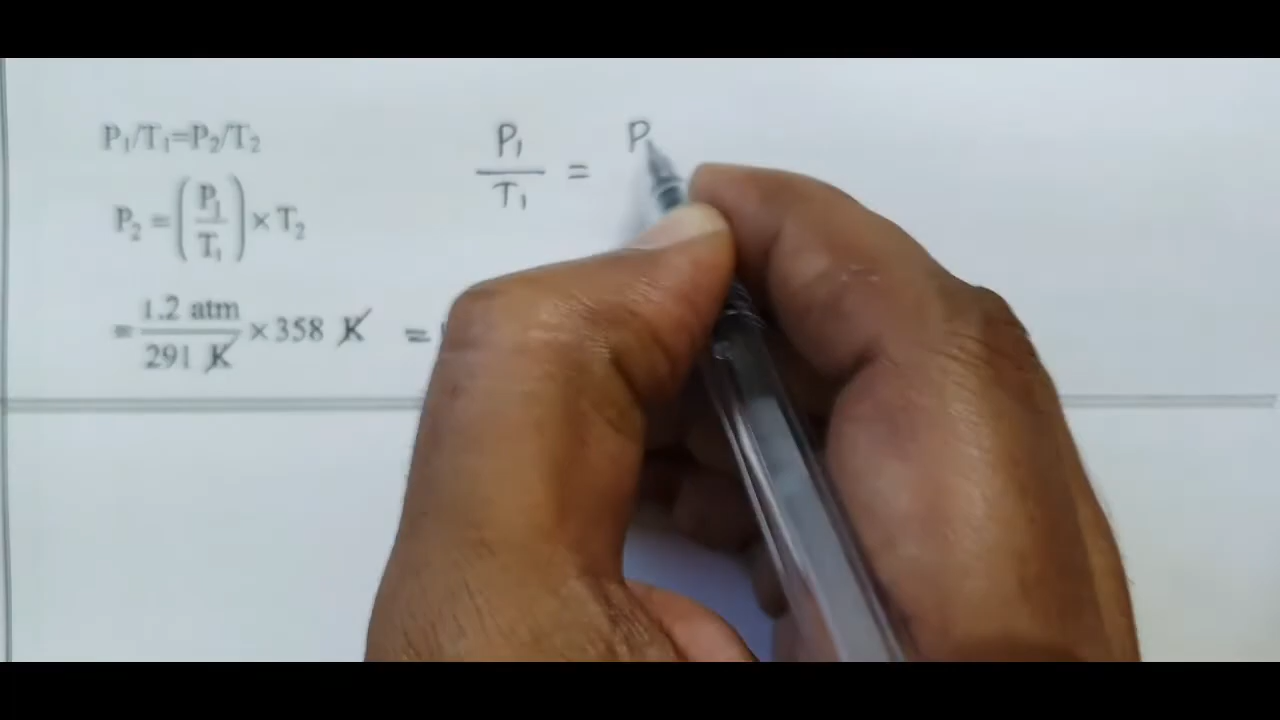 P₁/T₁=P₂/T₂
P₂ = (P₁/T₁) × T₂
= 1.2 atm/291 K × 358 K =
P₁/T₁ = P